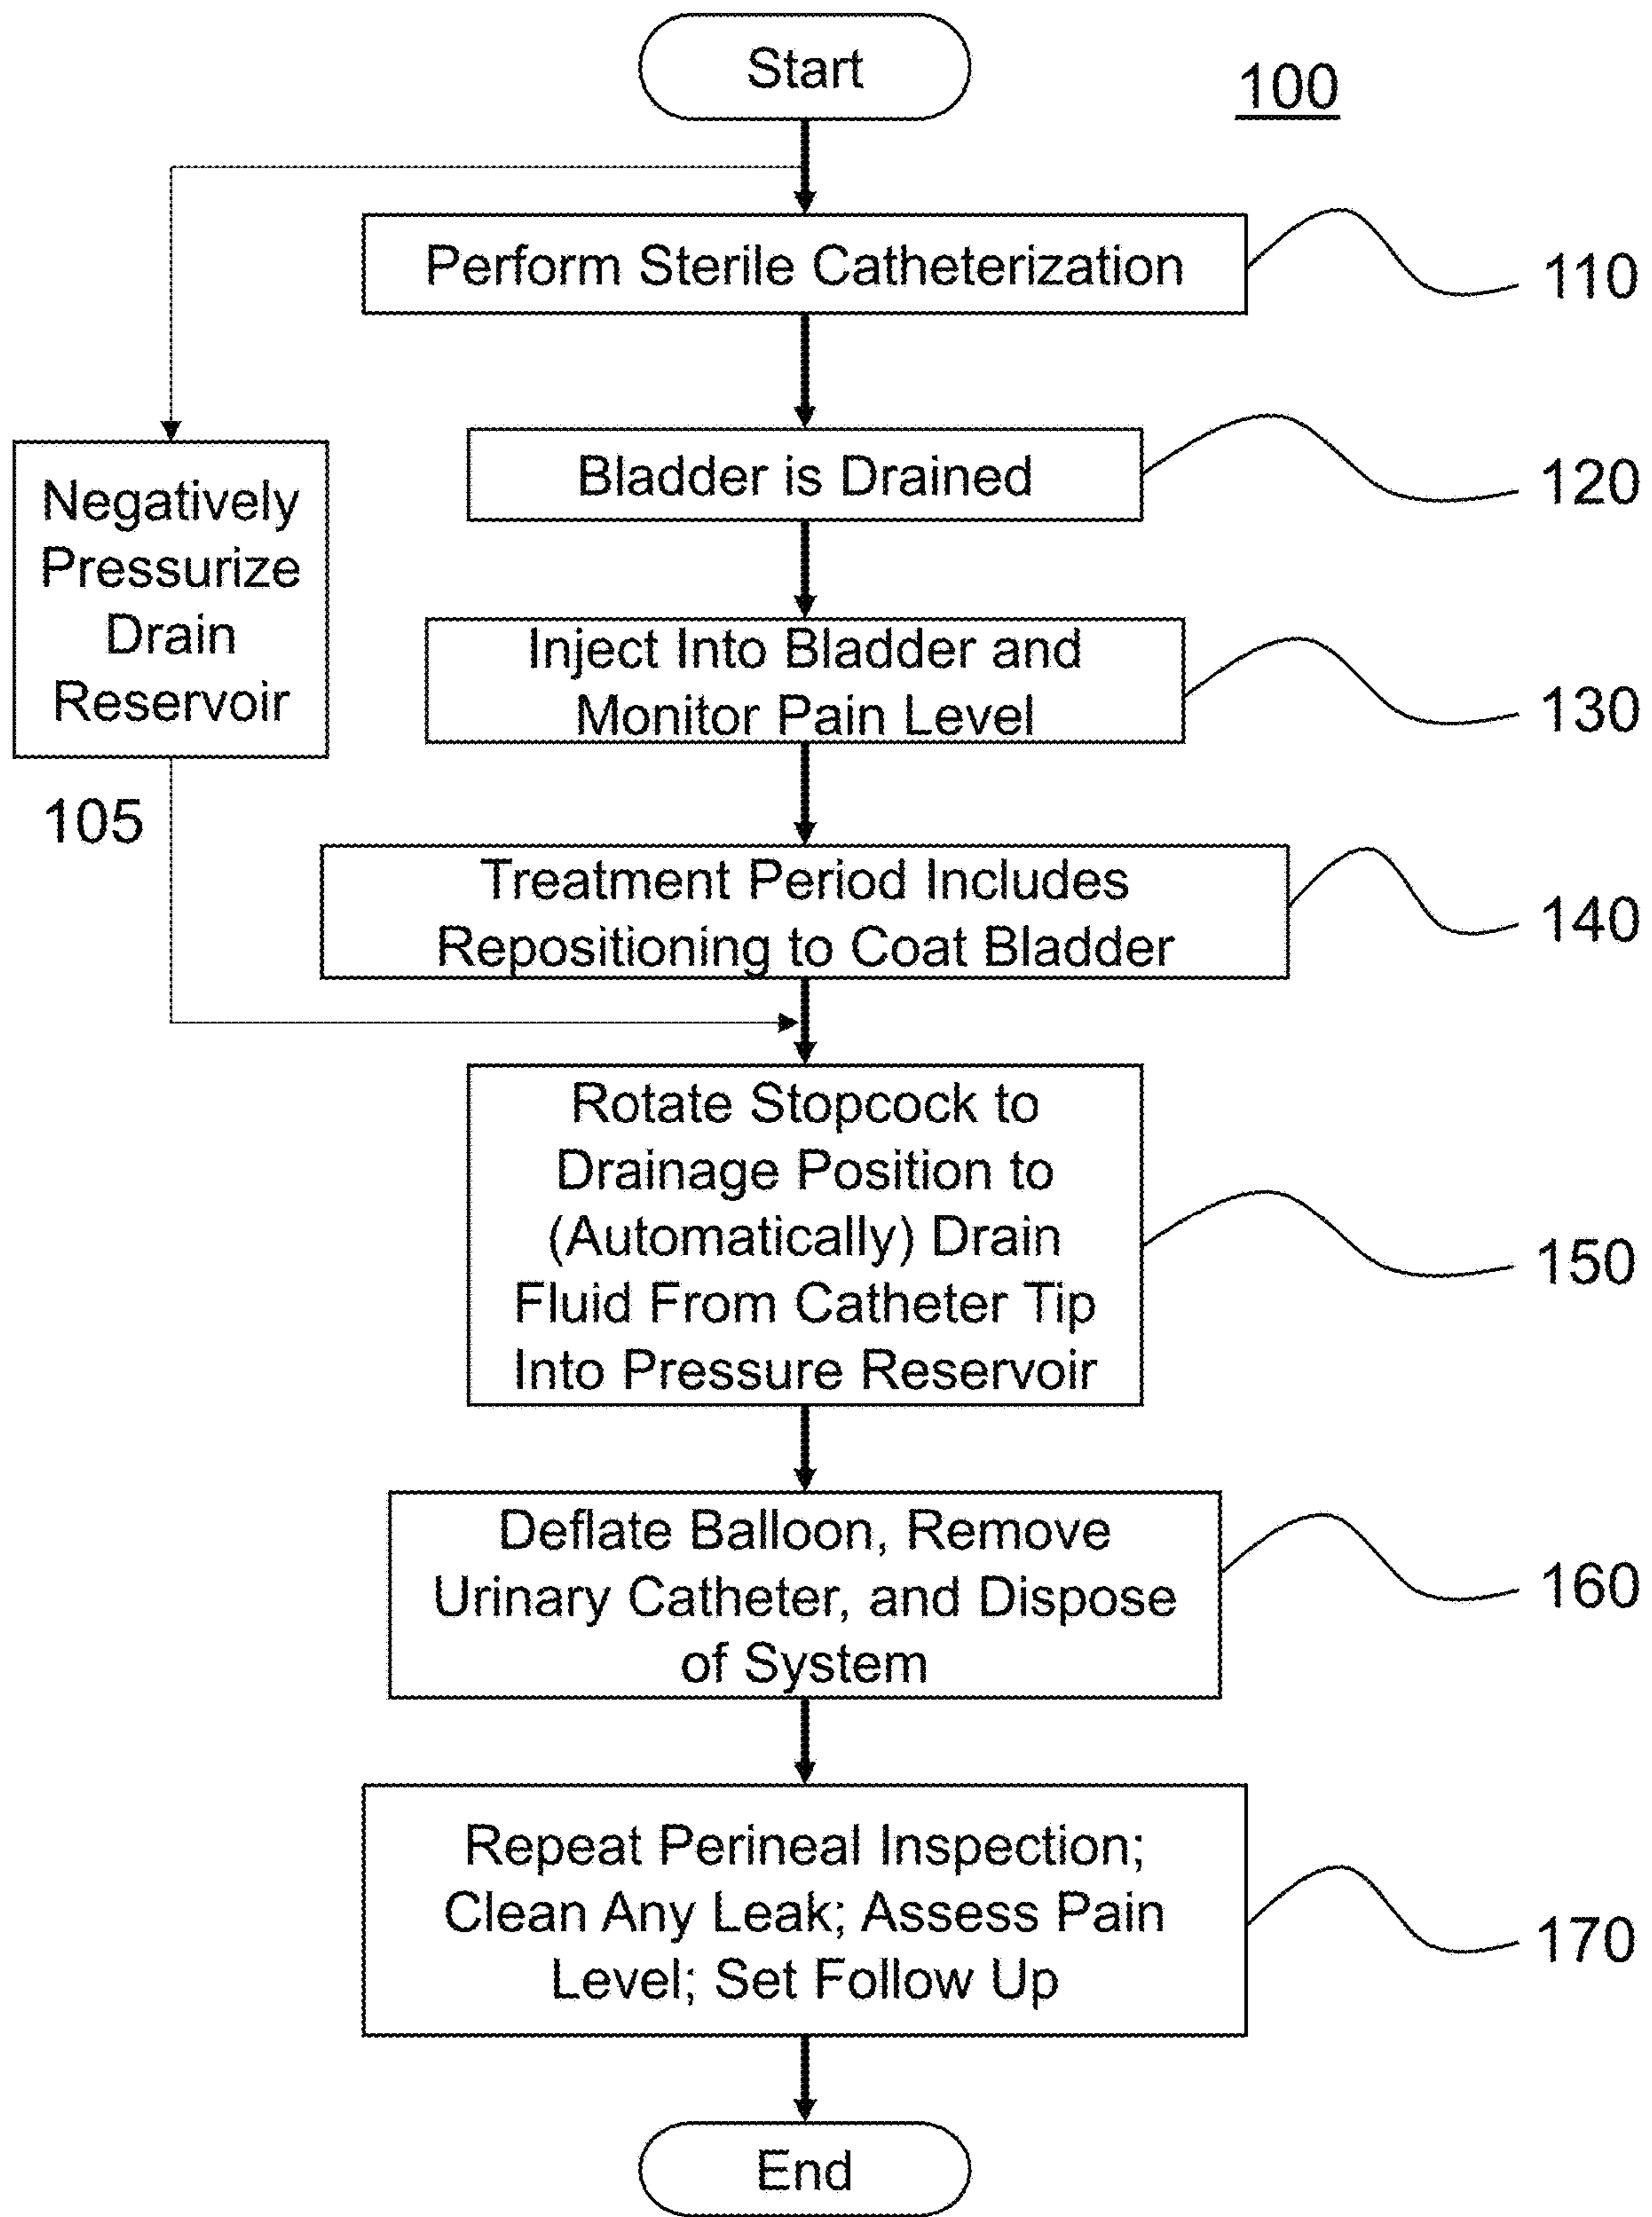 Start
100
Perform Sterile Catheterization
110
Bladder is Drained
120
Negatively
Pressurize
Drain
Reservoir
105
Inject Into Bladder and
Monitor Pain Level
130
Treatment Period Includes
Repositioning to Coat Bladder
140
Rotate Stopcock to
Drainage Position to
(Automatically) Drain
Fluid From Catheter Tip
Into Pressure Reservoir
150
Deflate Balloon, Remove
Urinary Catheter, and Dispose
of System
160
Repeat Perineal Inspection;
Clean Any Leak; Assess Pain
Level; Set Follow Up
170
End